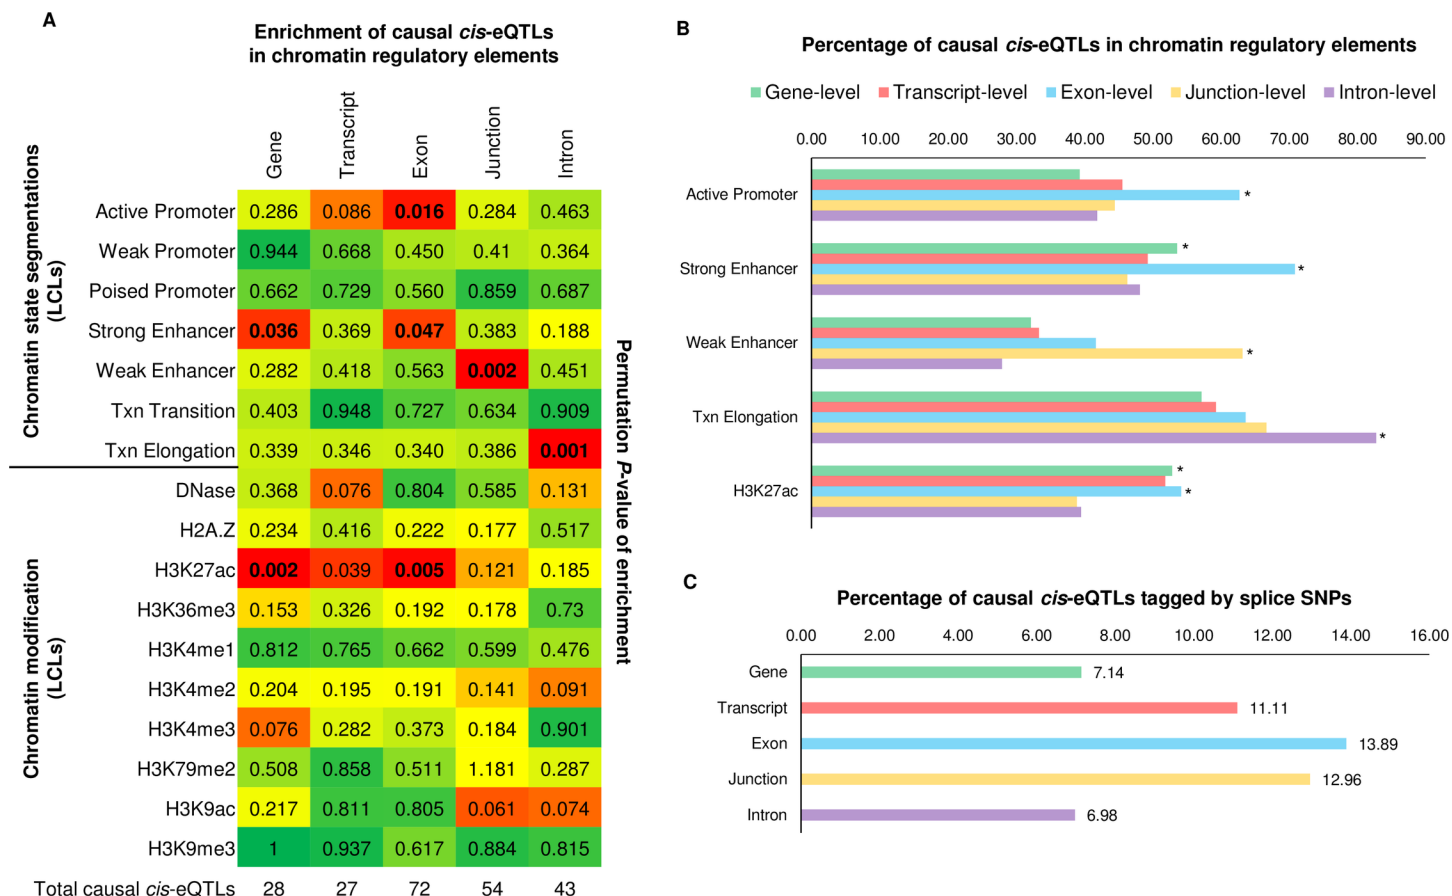 A
Enrichment of causal cis-eQTLs
in chromatin regulatory elements
Gene Transcript Exon Junction Intron
Chromatin state segmentations
(LCLs)
Active Promoter 0.286 0.086 0.016 0.284 0.463
Weak Promoter 0.944 0.668 0.450 0.41 0.364
Poised Promoter 0.662 0.729 0.560 0.859 0.687
Strong Enhancer 0.036 0.369 0.047 0.383 0.188
Weak Enhancer 0.282 0.418 0.563 0.002 0.451
Txn Transition 0.403 0.948 0.727 0.634 0.909
Txn Elongation 0.339 0.346 0.340 0.386 0.001
Chromatin modification
(LCLs)
DNase 0.368 0.076 0.804 0.585 0.131
H2A.Z 0.234 0.416 0.222 0.177 0.517
H3K27ac 0.002 0.039 0.005 0.121 0.185
H3K36me3 0.153 0.326 0.192 0.178 0.73
H3K4me1 0.812 0.765 0.662 0.599 0.476
H3K4me2 0.204 0.195 0.191 0.141 0.091
H3K4me3 0.076 0.282 0.373 0.184 0.901
H3K79me2 0.508 0.858 0.511 1.181 0.287
H3K9ac 0.217 0.811 0.805 0.061 0.074
H3K9me3 1 0.937 0.617 0.884 0.815
Total causal cis-eQTLs 28 27 72 54 43
Permutation P-value of enrichment
B
Percentage of causal cis-eQTLs in chromatin regulatory elements
Gene-level Transcript-level Exon-level Junction-level Intron-level
0.00 10.00 20.00 30.00 40.00 50.00 60.00 70.00 80.00 90.00
Active Promoter
*
Strong Enhancer
*
*
Weak Enhancer
*
Txn Elongation
*
H3K27ac
*
*
C
Percentage of causal cis-eQTLs tagged by splice SNPs
0.00 2.00 4.00 6.00 8.00 10.00 12.00 14.00 16.00
Gene 7.14
Transcript 11.11
Exon 13.89
Junction 12.96
Intron 6.98